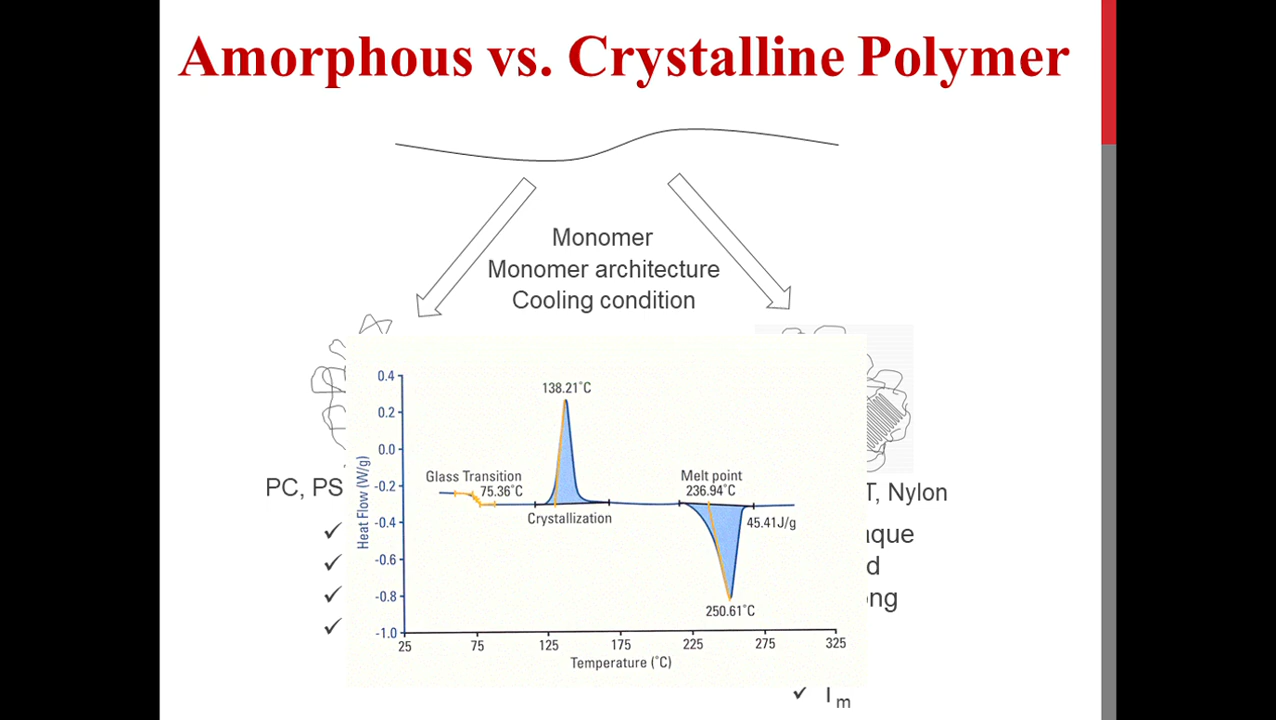 Amorphous vs. Crystalline Polymer
Monomer
Monomer architecture
Cooling condition
0.4
0.2
0.0
-0.2
-0.4
-0.6
-0.8
-1.0
Heat Flow (W/g)
138.21˚C
Glass Transition
75.36˚C
Crystallization
Melt point
236.94˚C
45.41J/g
250.61˚C
25 75 125 175 225 275 325
Temperature (˚C)
PC, PS
✓
✓
✓
✓
T, Nylon
✓ m